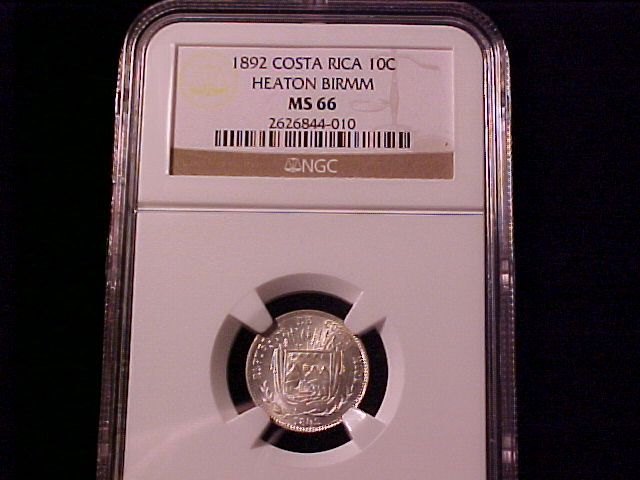 1892 COSTA RICA 10C
HEATON BIRMM
MS 66
2626844-010
NGC